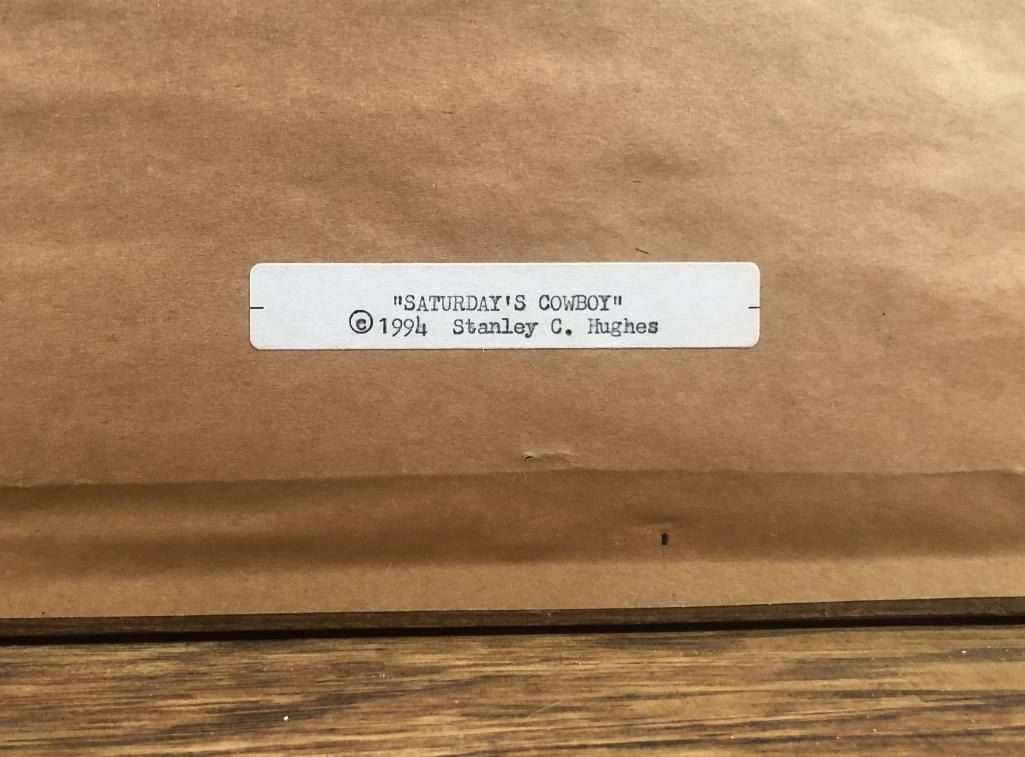 "SATURDAY'S COWBOY"
©1994 Stanley C. Hughes